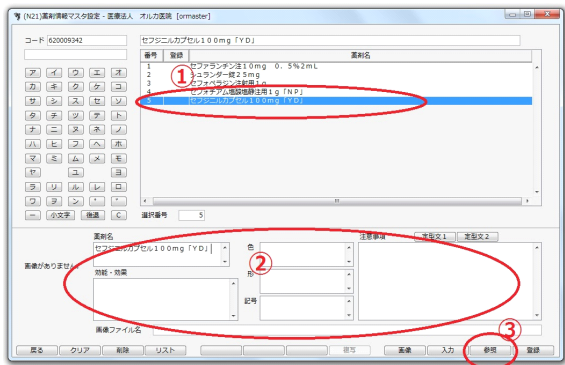 (N21)薬剤情報マスタ設定 - 医療法人 オルカ医院 [ormaster]
コード 620009342 セフジニルカプセル１００ｍｇ「ＹＤ」
番号 登録 薬剤名
1 セファランチン注１０ｍｇ ０．５％２ｍＬ
2 シュランダー錠２５ｍｇ
3 セフォペラジン注射用１ｇ
4 セフォチアム塩酸塩静注用１ｇ「ＮＰ」
5 セフジニルカプセル１００ｍｇ「ＹＤ」
①
ア イ ウ エ オ
カ キ ク ケ コ
サ シ ス セ ソ
タ チ ツ テ ト
ナ ニ ヌ ネ ノ
ハ ヒ フ ヘ ホ
マ ミ ム メ モ
ヤ ユ ヨ
ラ リ ル レ ロ
ワ ヲ ン ゛ ゜
ー 小文字 後退 C 選択番号 5
薬剤名 色 注意事項 定型文１ 定型文２
セフジニルカプセル１００ｍｇ「ＹＤ」
②
画像がありません
効能・効果 形
記号
画像ファイル名
③
戻る クリア 削除 リスト 複写 画像 入力 参照 登録